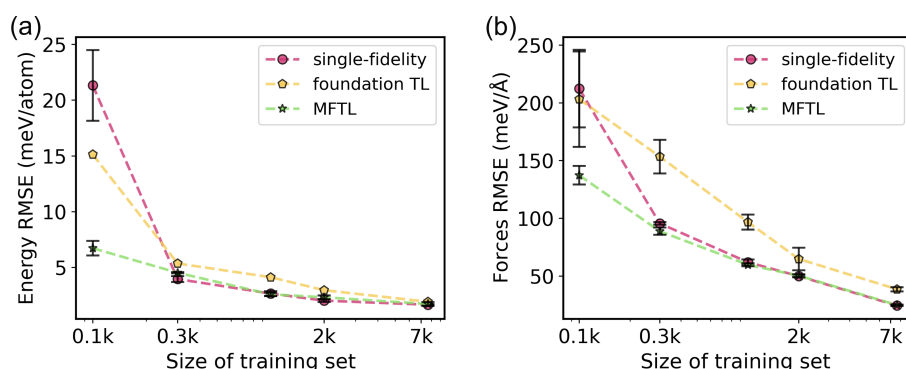 (a)
Energy RMSE (meV/atom)
25
20
15
10
5
single-fidelity
foundation TL
MFTL
0.1k 0.3k 2k 7k
Size of training set
(b)
Forces RMSE (meV/Å)
250
200
150
100
50
single-fidelity
foundation TL
MFTL
0.1k 0.3k 2k 7k
Size of training set